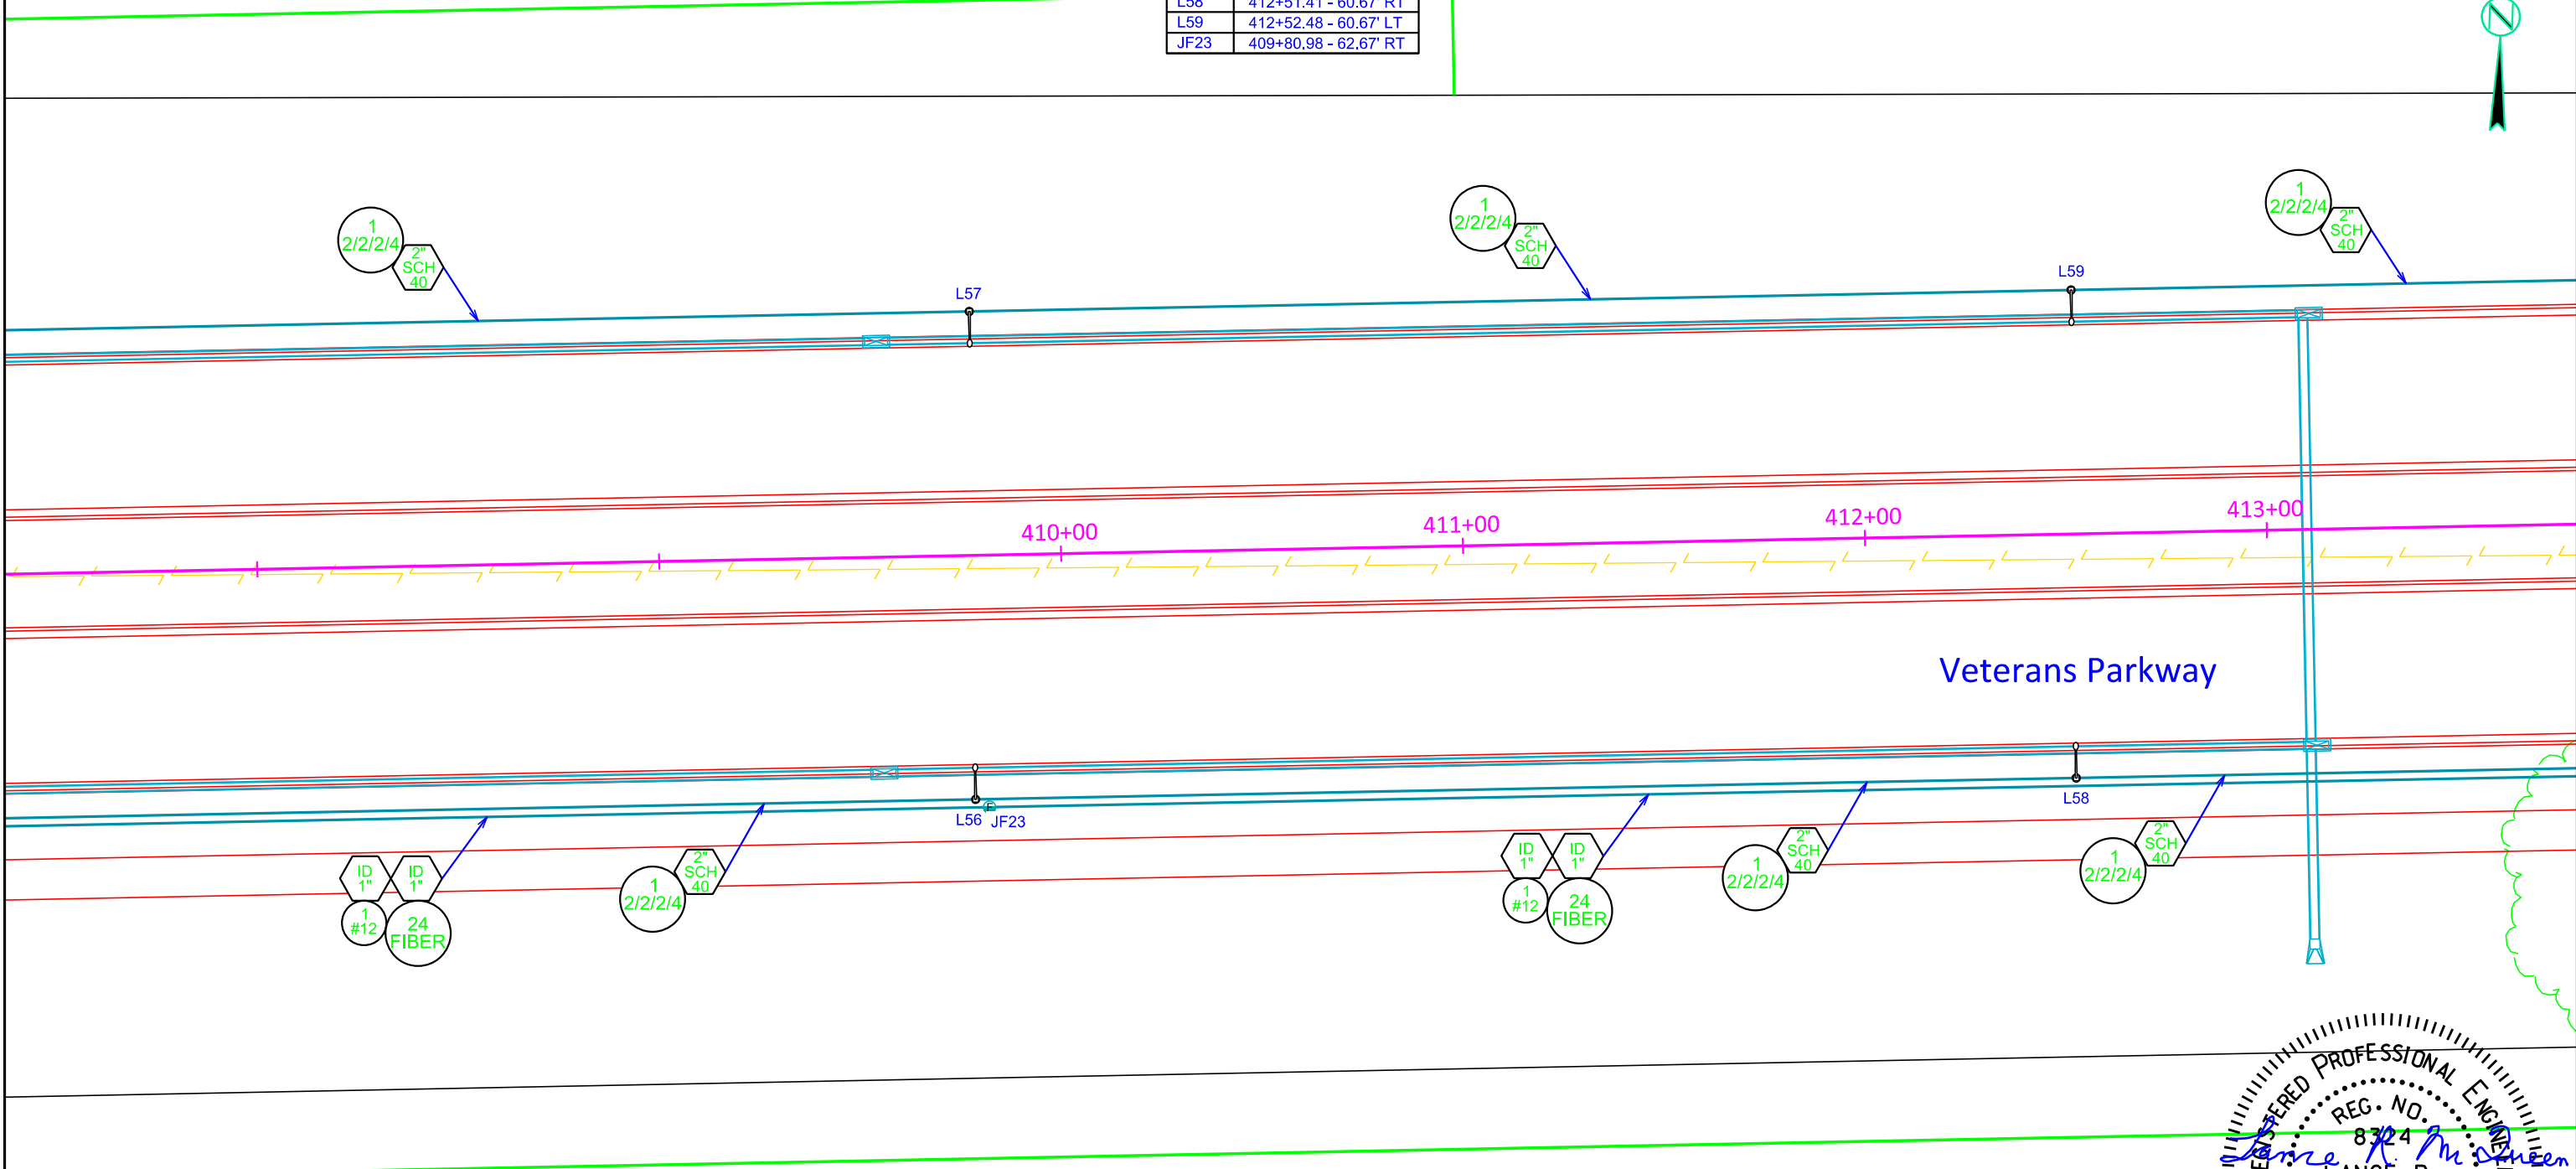 L58 412+51.41 - 60.67' RT
L59 412+52.48 - 60.67' LT
JF23 409+80.98 - 62.67' RT
N
1
2/2/2/4
2"
SCH
40
1
2/2/2/4
2"
SCH
40
1
2/2/2/4
2"
SCH
40
L57
L59
410+00
411+00
412+00
413+00
Veterans Parkway
L56
JF23
F
L58
ID
1"
ID
1"
1
#12
24
FIBER
1
2/2/2/4
2"
SCH
40
ID
1"
ID
1"
1
#12
24
FIBER
1
2/2/2/4
2"
SCH
40
1
2/2/2/4
2"
SCH
40
PROFESSIONAL
REG. NO.
8324
Lance R. McQueen